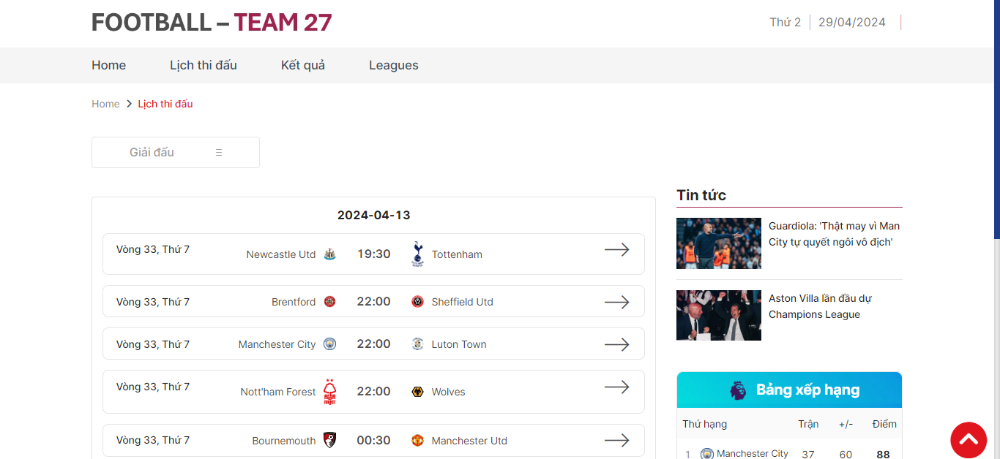 FOOTBALL – TEAM 27
Thứ 2 29/04/2024
Home Lịch thi đấu Kết quả Leagues
Home Lịch thi đấu
Giải đấu
2024-04-13
Vòng 33, Thứ 7 Newcastle Utd 19:30 Tottenham
Vòng 33, Thứ 7 Brentford 22:00 Sheffield Utd
Vòng 33, Thứ 7 Manchester City 22:00 Luton Town
Vòng 33, Thứ 7 Nott'ham Forest 22:00 Wolves
Vòng 33, Thứ 7 Bournemouth 00:30 Manchester Utd
Tin tức
Guardiola: 'Thật may vì Man
City tự quyết ngôi vô địch'
Aston Villa lần đầu dự
Champions League
Bảng xếp hạng
Thứ hạng Trận +/- Điểm
1 Manchester City 37 60 88